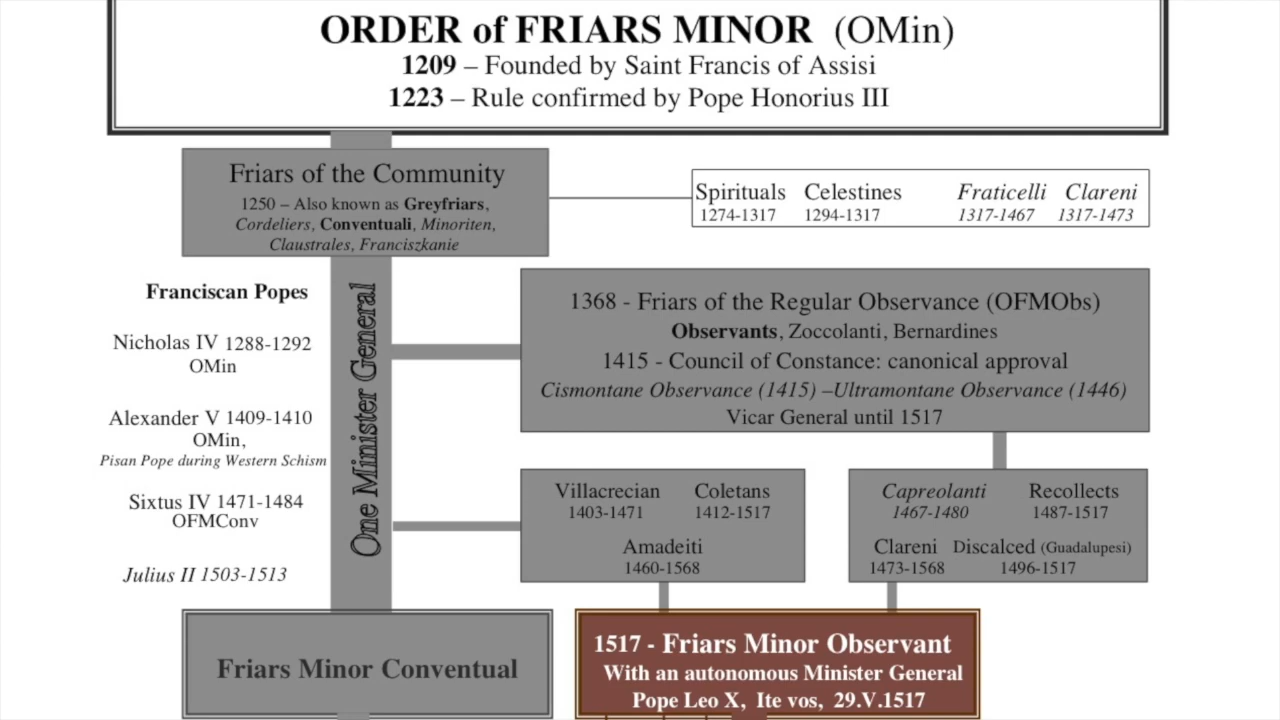 ORDER of FRIARS MINOR (OMin)
1209 – Founded by Saint Francis of Assisi
1223 – Rule confirmed by Pope Honorius III
Friars of the Community
1250 – Also known as Greyfriars,
Cordeliers, Conventuali, Minoriten,
Claustrales, Franciszkanie
Spirituals Celestines Fraticelli Clareni
1274-1317 1294-1317 1317-1467 1317-1473
Franciscan Popes
Nicholas IV 1288-1292
OMin
Alexander V 1409-1410
OMin,
Pisan Pope during Western Schism
Sixtus IV 1471-1484
OFMConv
Julius II 1503-1513
One Minister General
1368 - Friars of the Regular Observance (OFMObs)
Observants, Zoccolanti, Bernardines
1415 - Council of Constance: canonical approval
Cismontane Observance (1415) –Ultramontane Observance (1446)
Vicar General until 1517
Villacrecian Coletans
1403-1471 1412-1517
Amadeiti
1460-1568
Capreolanti Recollects
1467-1480 1487-1517
Clareni Discalced (Guadalupesi)
1473-1568 1496-1517
Friars Minor Conventual
1517 - Friars Minor Observant
With an autonomous Minister General
Pope Leo X, Ite vos, 29.V.1517